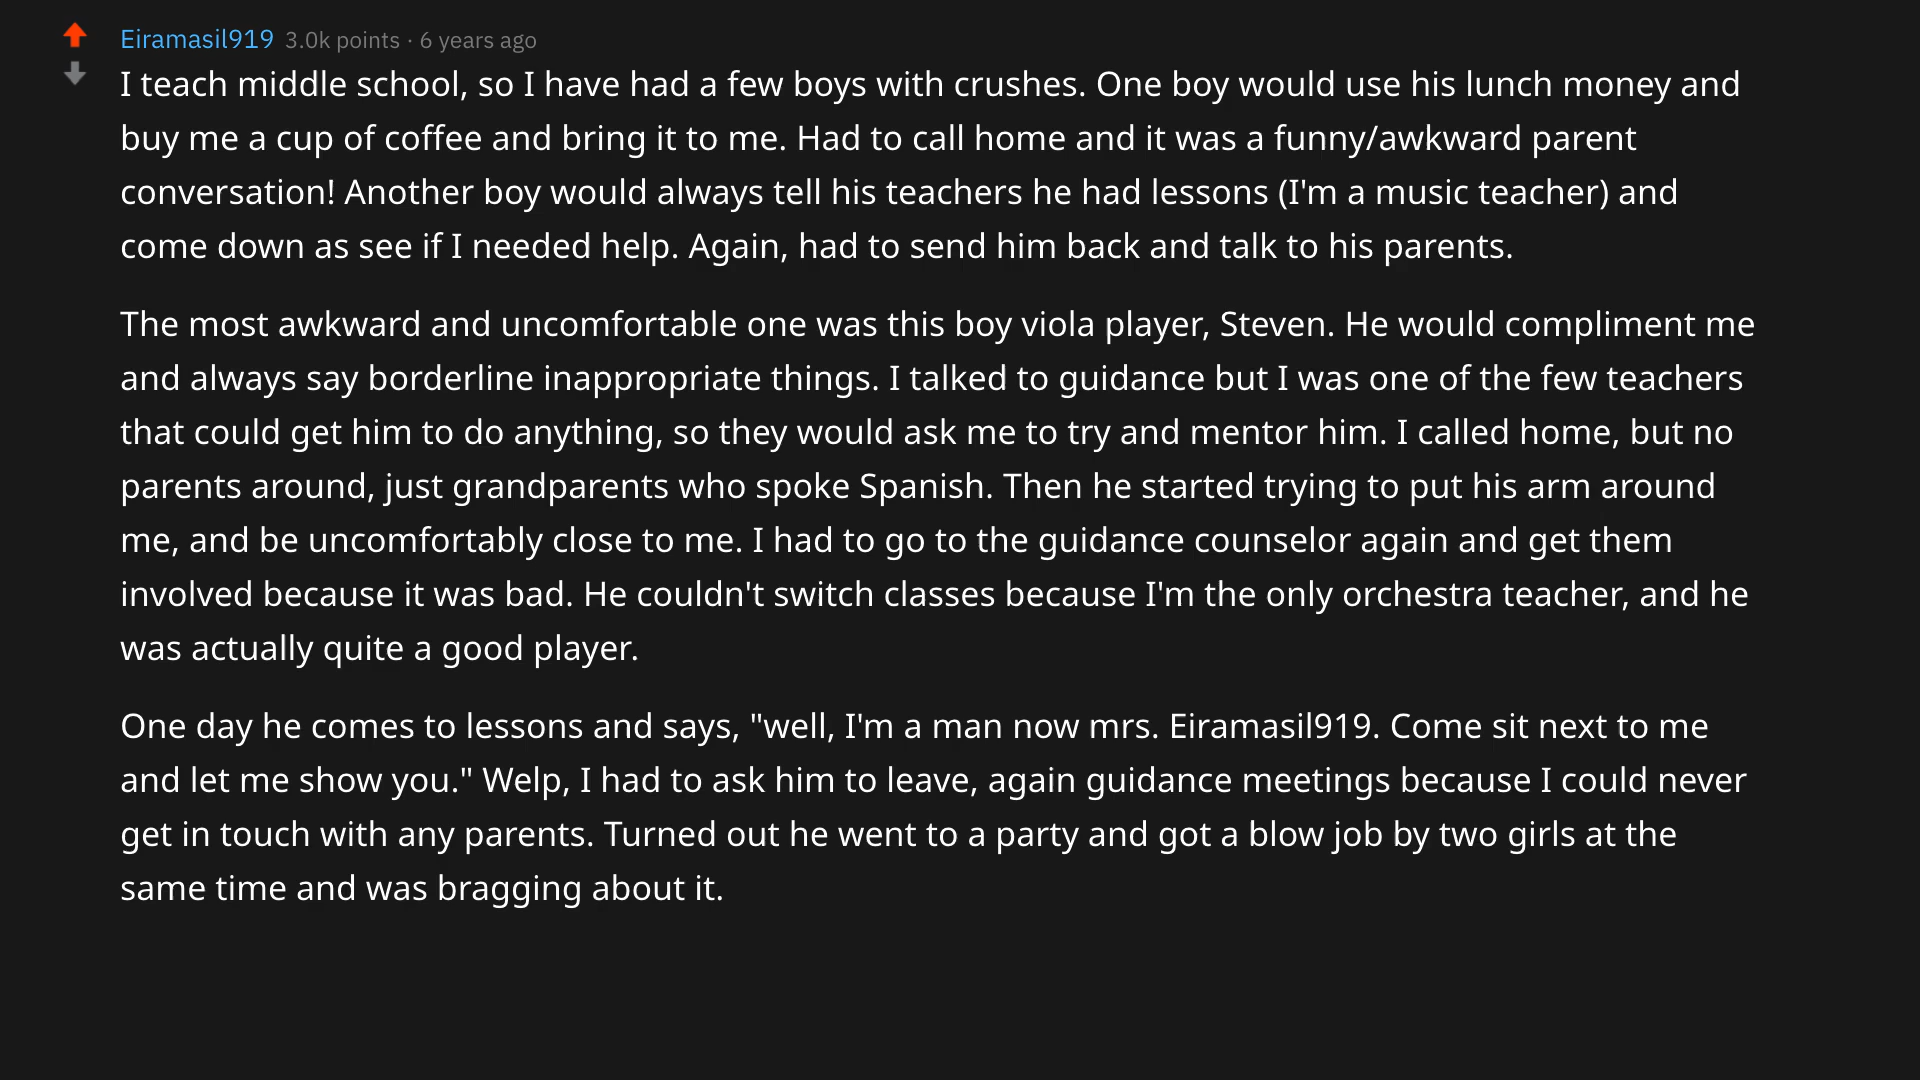 Eiramasil919 3.0k points · 6 years ago
I teach middle school, so I have had a few boys with crushes. One boy would use his lunch money and
buy me a cup of coffee and bring it to me. Had to call home and it was a funny/awkward parent
conversation! Another boy would always tell his teachers he had lessons (I'm a music teacher) and
come down as see if I needed help. Again, had to send him back and talk to his parents.
The most awkward and uncomfortable one was this boy viola player, Steven. He would compliment me
and always say borderline inappropriate things. I talked to guidance but I was one of the few teachers
that could get him to do anything, so they would ask me to try and mentor him. I called home, but no
parents around, just grandparents who spoke Spanish. Then he started trying to put his arm around
me, and be uncomfortably close to me. I had to go to the guidance counselor again and get them
involved because it was bad. He couldn't switch classes because I'm the only orchestra teacher, and he
was actually quite a good player.
One day he comes to lessons and says, "well, I'm a man now mrs. Eiramasil919. Come sit next to me
and let me show you." Welp, I had to ask him to leave, again guidance meetings because I could never
get in touch with any parents. Turned out he went to a party and got a blow job by two girls at the
same time and was bragging about it.